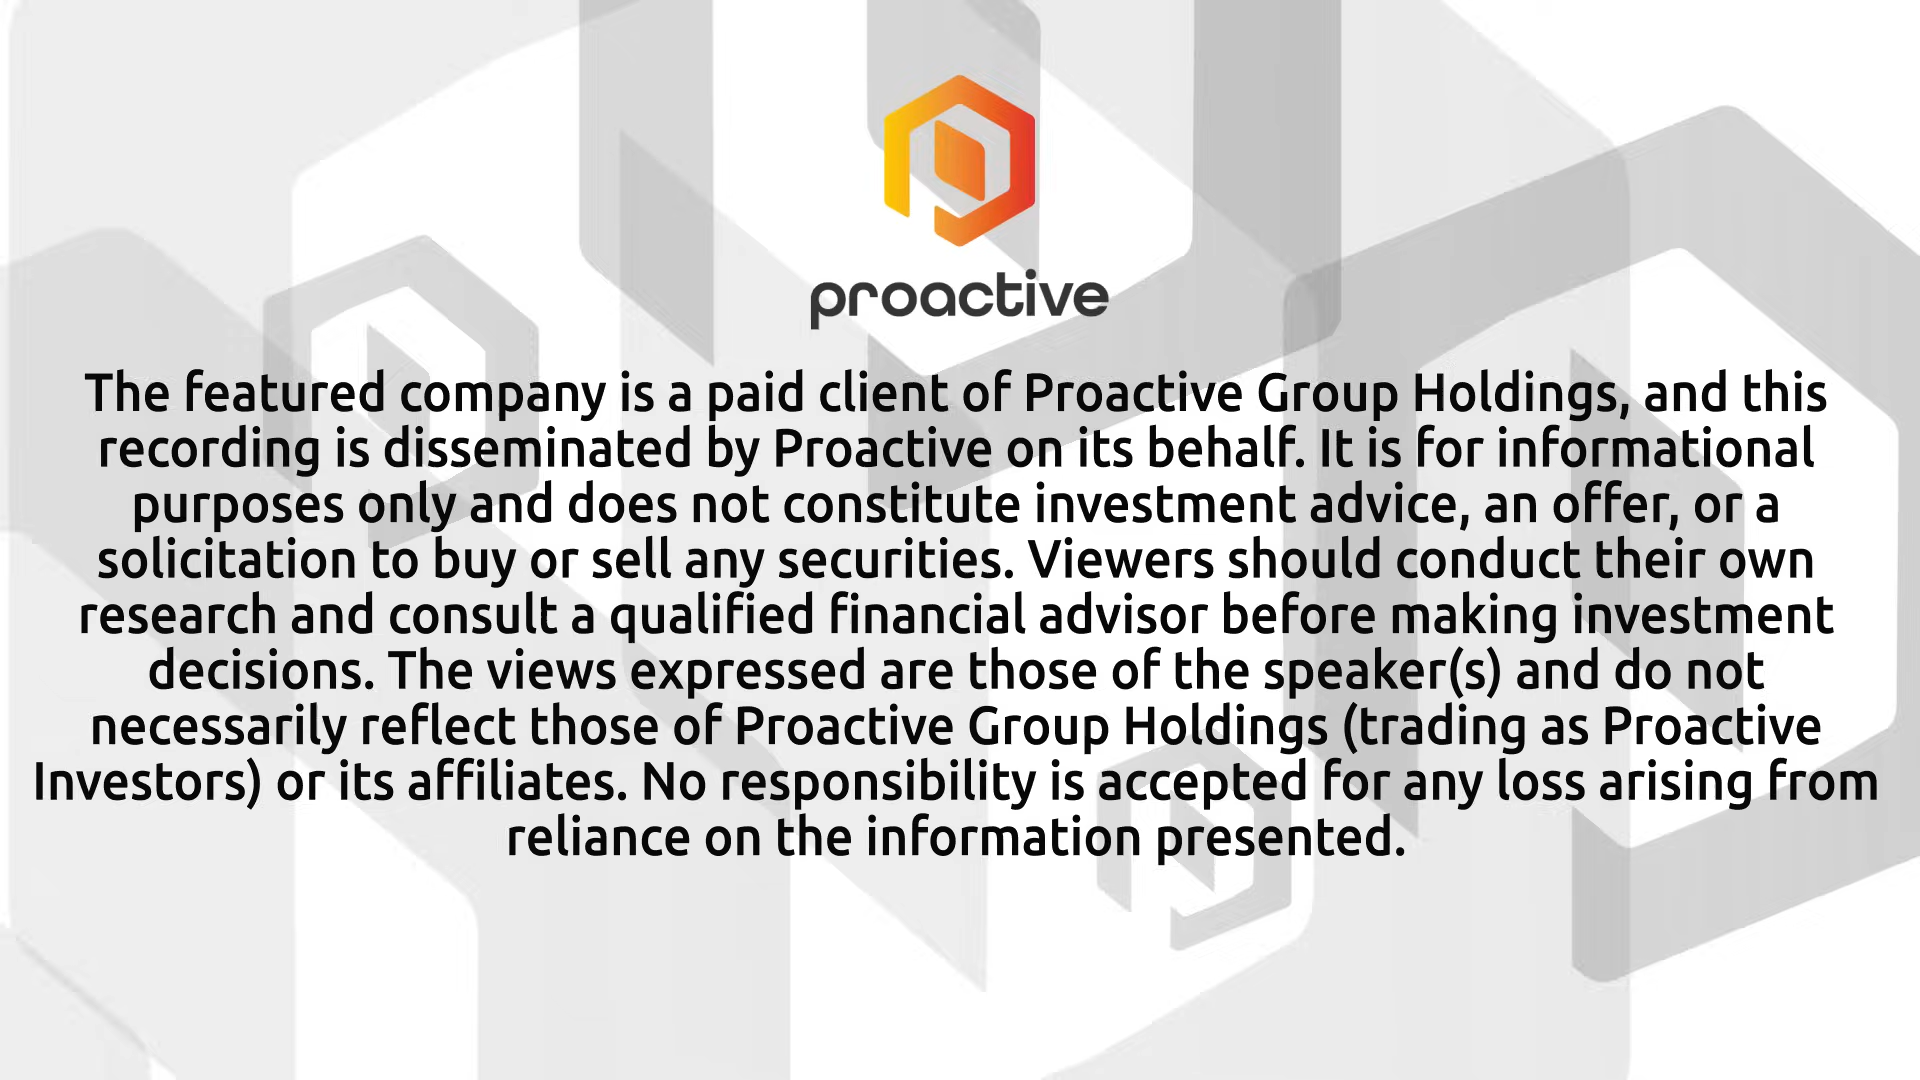 proactive
The featured company is a paid client of Proactive Group Holdings, and this
recording is disseminated by Proactive on its behalf. It is for informational
purposes only and does not constitute investment advice, an offer, or a
solicitation to buy or sell any securities. Viewers should conduct their own
research and consult a qualified financial advisor before making investment
decisions. The views expressed are those of the speaker(s) and do not
necessarily reflect those of Proactive Group Holdings (trading as Proactive
Investors) or its affiliates. No responsibility is accepted for any loss arising from
reliance on the information presented.